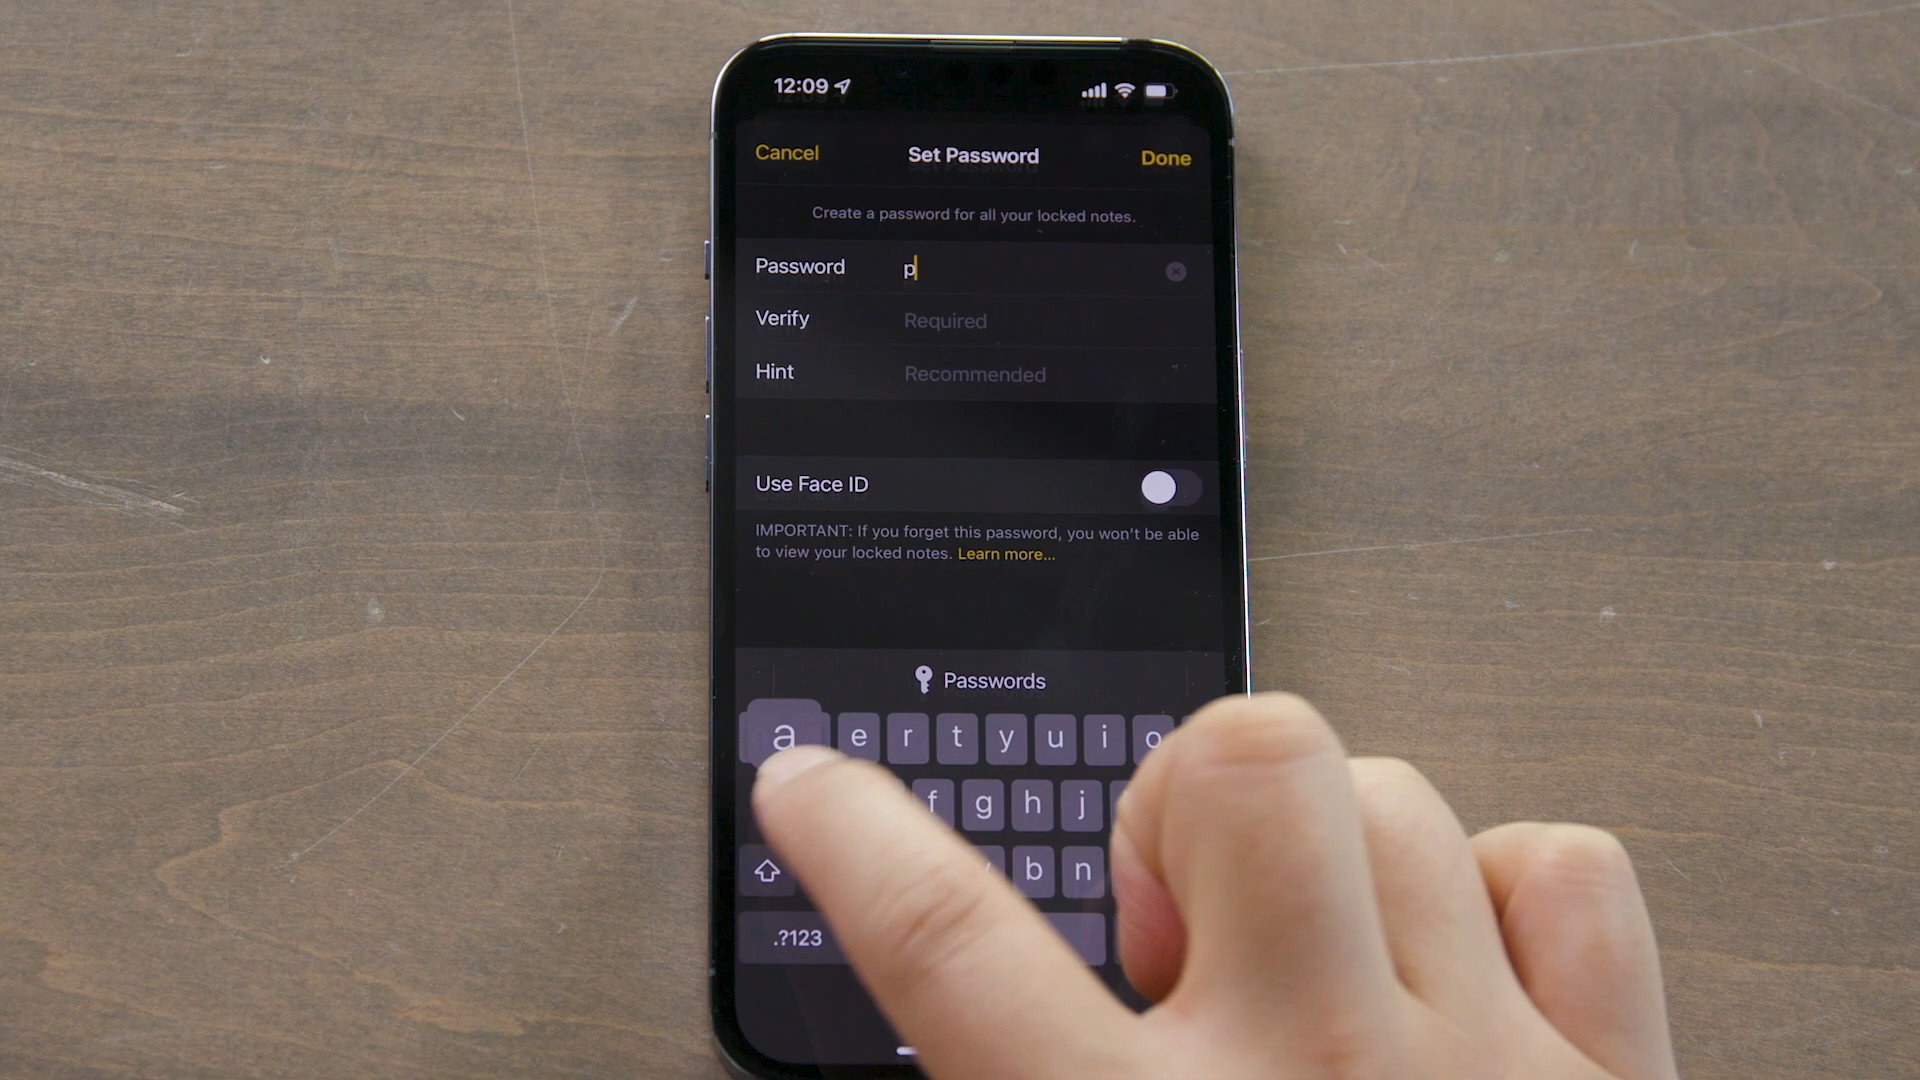 12:09
Cancel
Set Password
Done
Create a password for all your locked notes.
Password
p
Verify
Required
Hint
Recommended
Use Face ID
IMPORTANT: If you forget this password, you won't be able
to view your locked notes. Learn more...
Passwords
a e r t y u i o
f g h j
b n
.?123